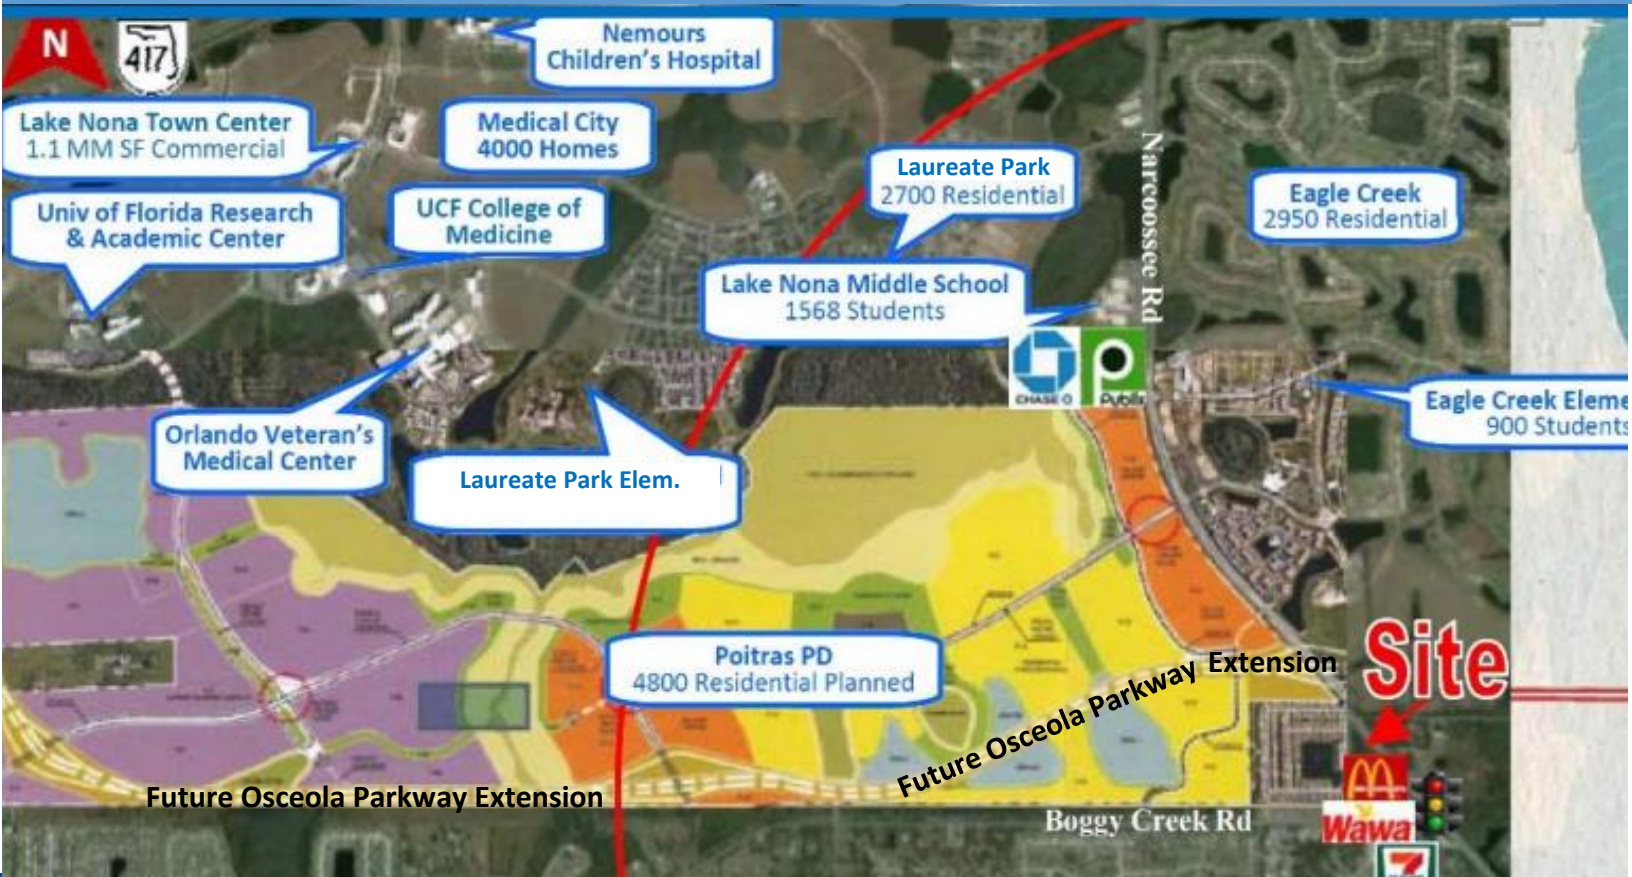 N
417
Nemours
Children's Hospital
Lake Nona Town Center
1.1 MM SF Commercial
Medical City
4000 Homes
Laureate Park
2700 Residential
Narcoossee Rd
Eagle Creek
2950 Residential
Univ of Florida Research
& Academic Center
UCF College of
Medicine
Lake Nona Middle School
1568 Students
CHASE
Publix
Eagle Creek Eleme
900 Students
Orlando Veteran's
Medical Center
Laureate Park Elem.
Poitras PD
4800 Residential Planned
Future Osceola Parkway Extension
Site
Future Osceola Parkway Extension
Boggy Creek Rd
Wawa
7